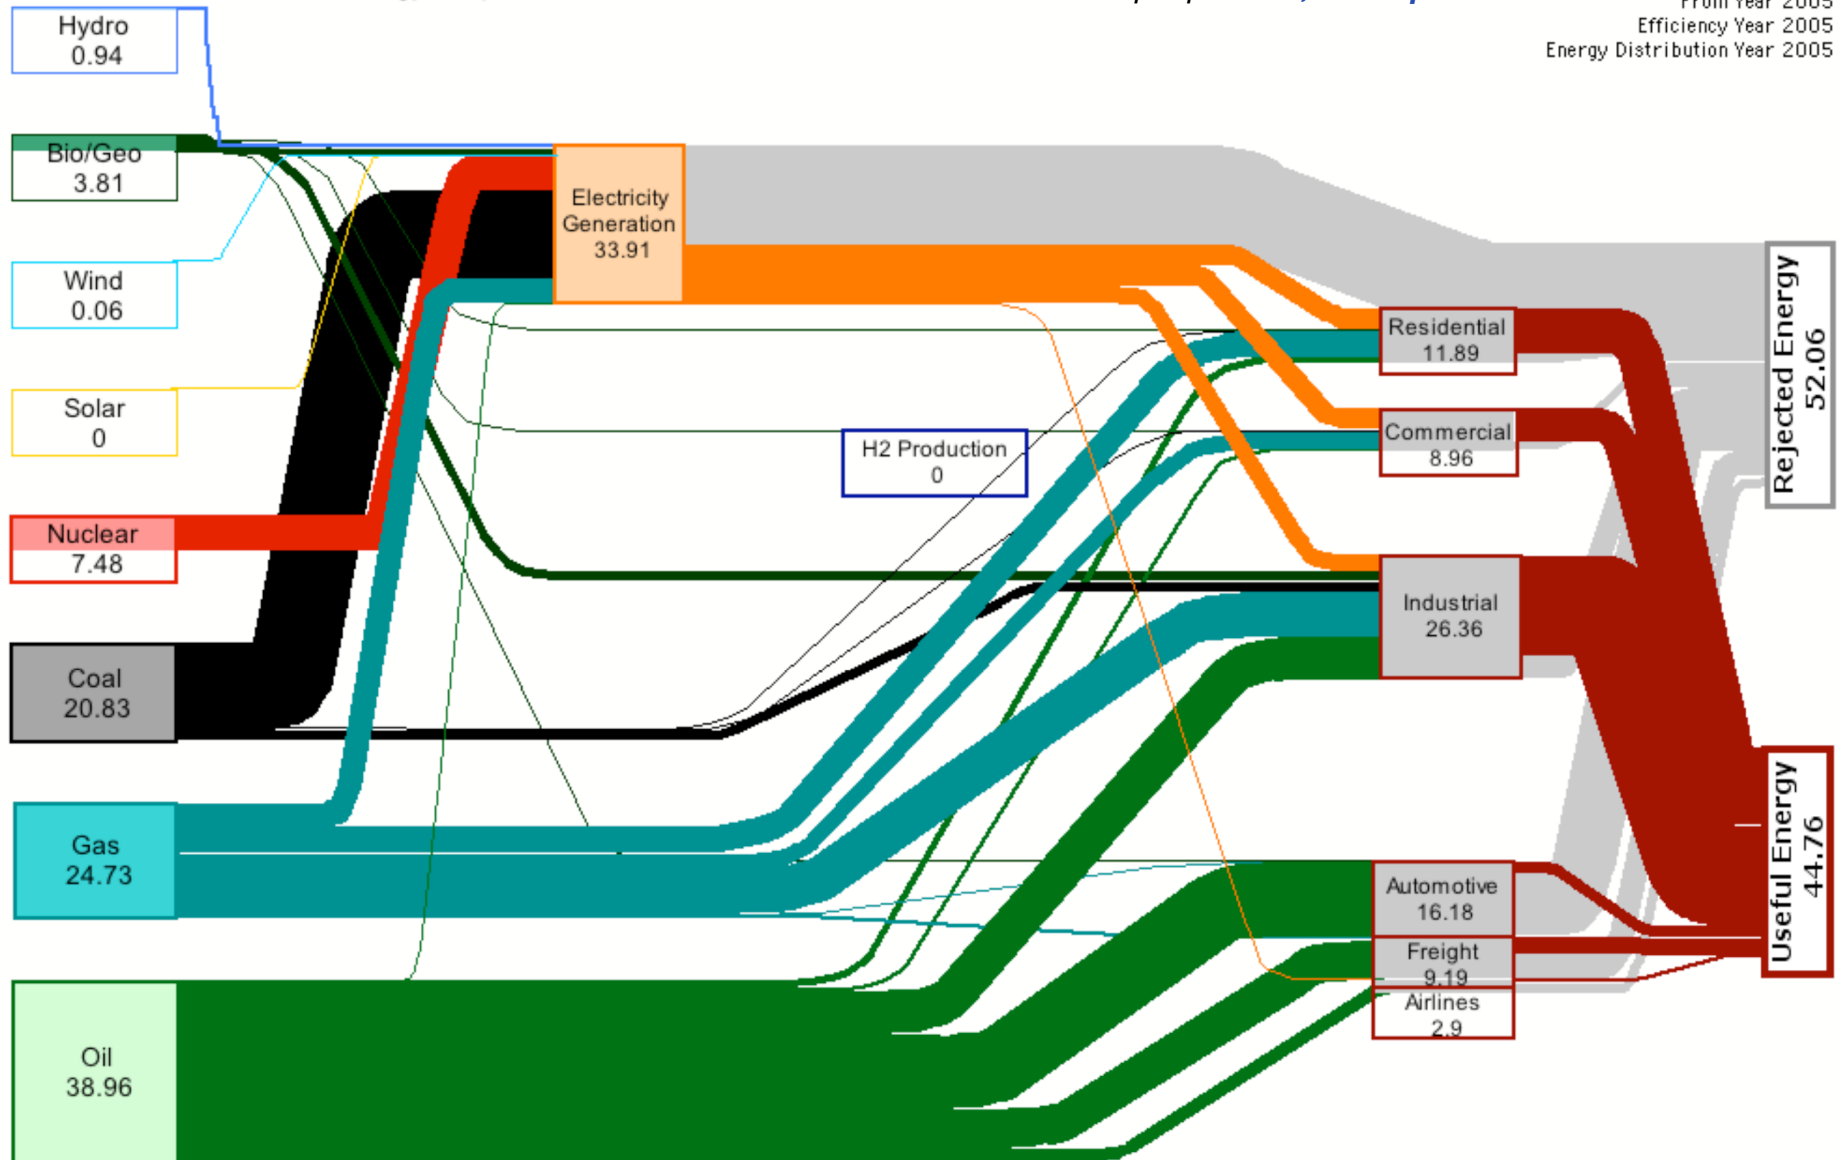 From Year 2005
Efficiency Year 2005
Energy Distribution Year 2005
Hydro
0.94
Bio/Geo
3.81
Wind
0.06
Solar
0
Nuclear
7.48
Coal
20.83
Gas
24.73
Oil
38.96
Electricity
Generation
33.91
H2 Production
0
Residential
11.89
Commercial
8.96
Industrial
26.36
Automotive
16.18
Freight
9.19
Airlines
2.9
Rejected Energy
52.06
Useful Energy
44.76